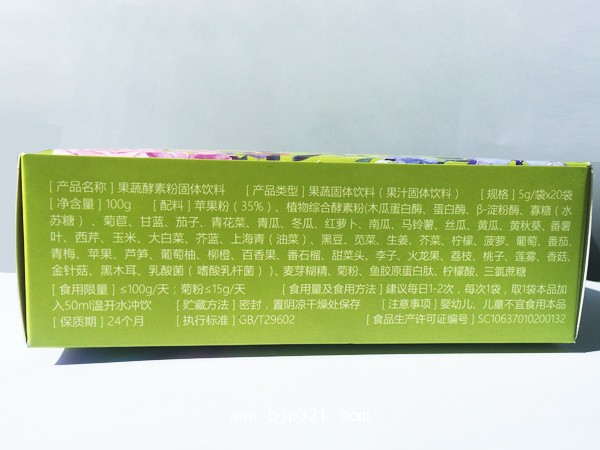 [ 产品名称 ] 果蔬酵素粉固体饮料 [ 产品类型 ] 果蔬固体饮料（果汁固体饮料） [ 规格 ] 5g/袋x20袋
[ 净含量 ] 100g [ 配料 ] 苹果粉（35%）、植物综合酵素粉(木瓜蛋白酶、蛋白酶、β-淀粉酶、寡糖（水
苏糖）、菊苣、甘蓝、茄子、青花菜、青瓜、冬瓜、红萝卜、南瓜、马铃薯、丝瓜、黄瓜、黄秋葵、番薯
叶、西芹、玉米、大白菜、芥蓝、上海青（油菜）、黑豆、苋菜、生姜、芥菜、柠檬、菠萝、葡萄、番茄、
青梅、苹果、芦笋、葡萄柚、柳橙、百香果、番石榴、甜菜头、李子、火龙果、荔枝、桃子、莲雾、香菇、
金针菇、黑木耳、乳酸菌（嗜酸乳杆菌））、麦芽糊精、菊粉、鱼胶原蛋白肽、柠檬酸、三氯蔗糖
[ 食用限量 ] ≤100g/天；菊粉≤15g/天 [ 食用量及食用方法 ] 建议每日1-2次，每次1袋，取1袋本品加
入50ml温开水冲饮 [ 贮藏方法 ] 密封，置阴凉干燥处保存 [ 注意事项 ] 婴幼儿、儿童不宜食用本品
[ 保质期 ] 24个月 [ 执行标准 ] GB/T29602 [ 食品生产许可证编号 ] SC10637010200132
www.bjp321.com